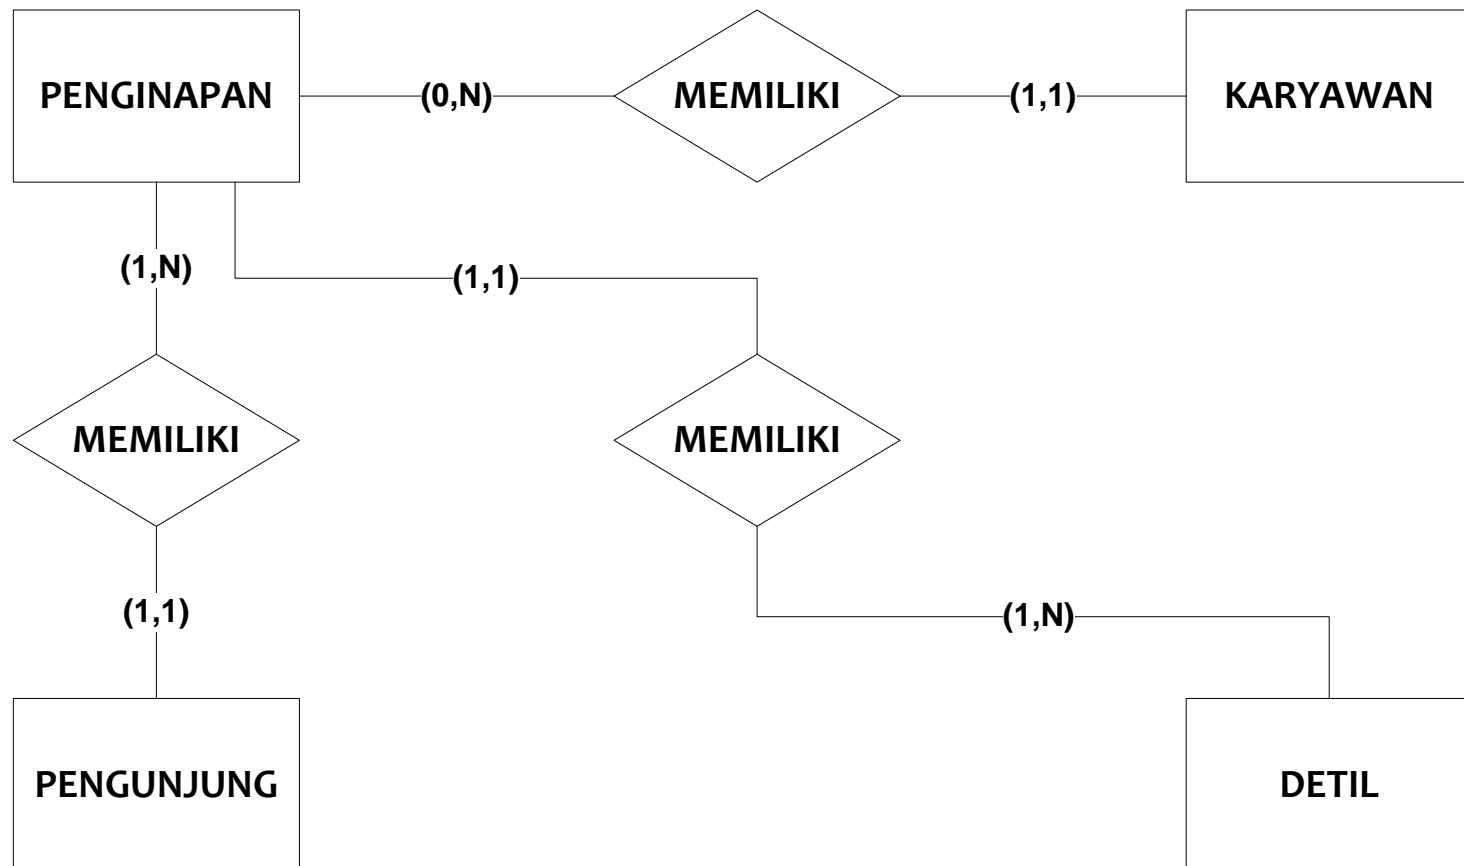 PENGINAPAN
(0,N)
MEMILIKI
(1,1)
KARYAWAN
(1,N)
(1,1)
MEMILIKI
MEMILIKI
(1,1)
(1,N)
PENGUNJUNG
DETIL